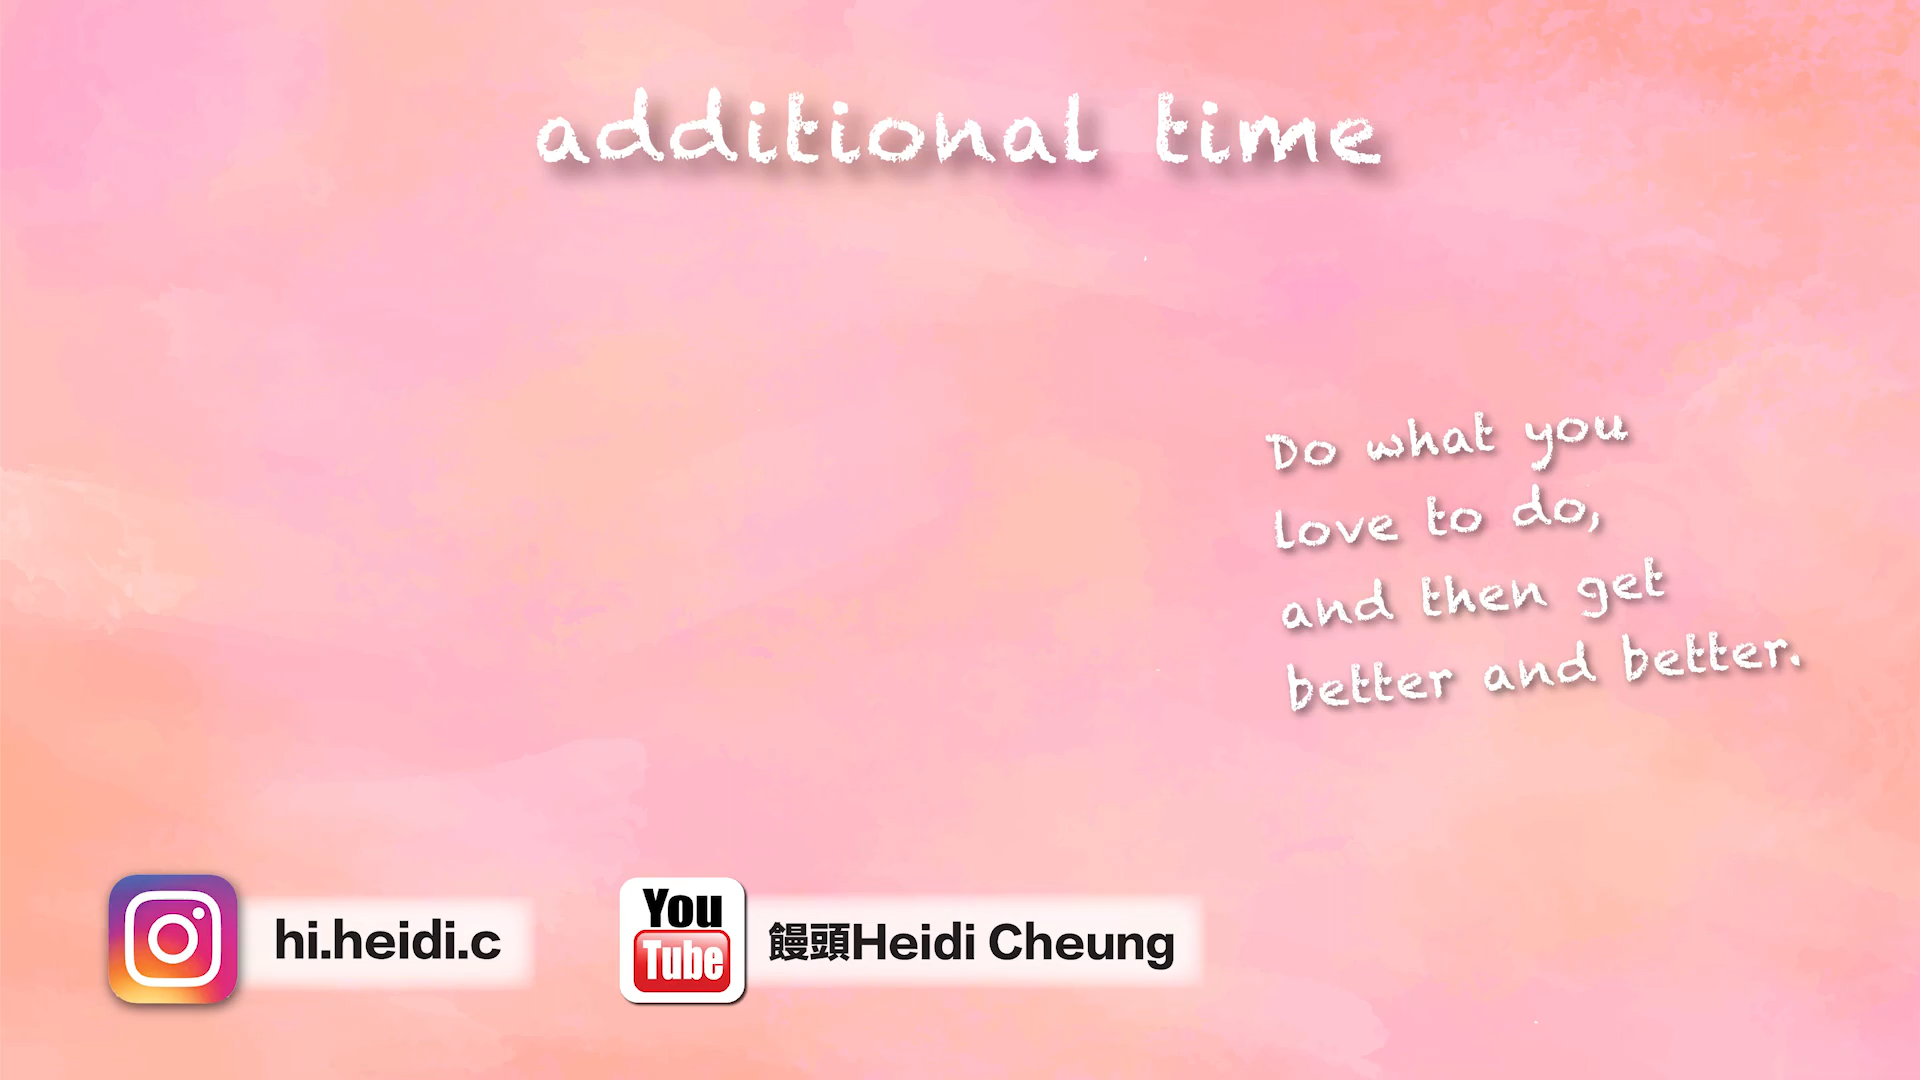 additional time
Do what you
love to do,
and then get
better and better.
hi.heidi.c
You
Tube
饅頭Heidi Cheung